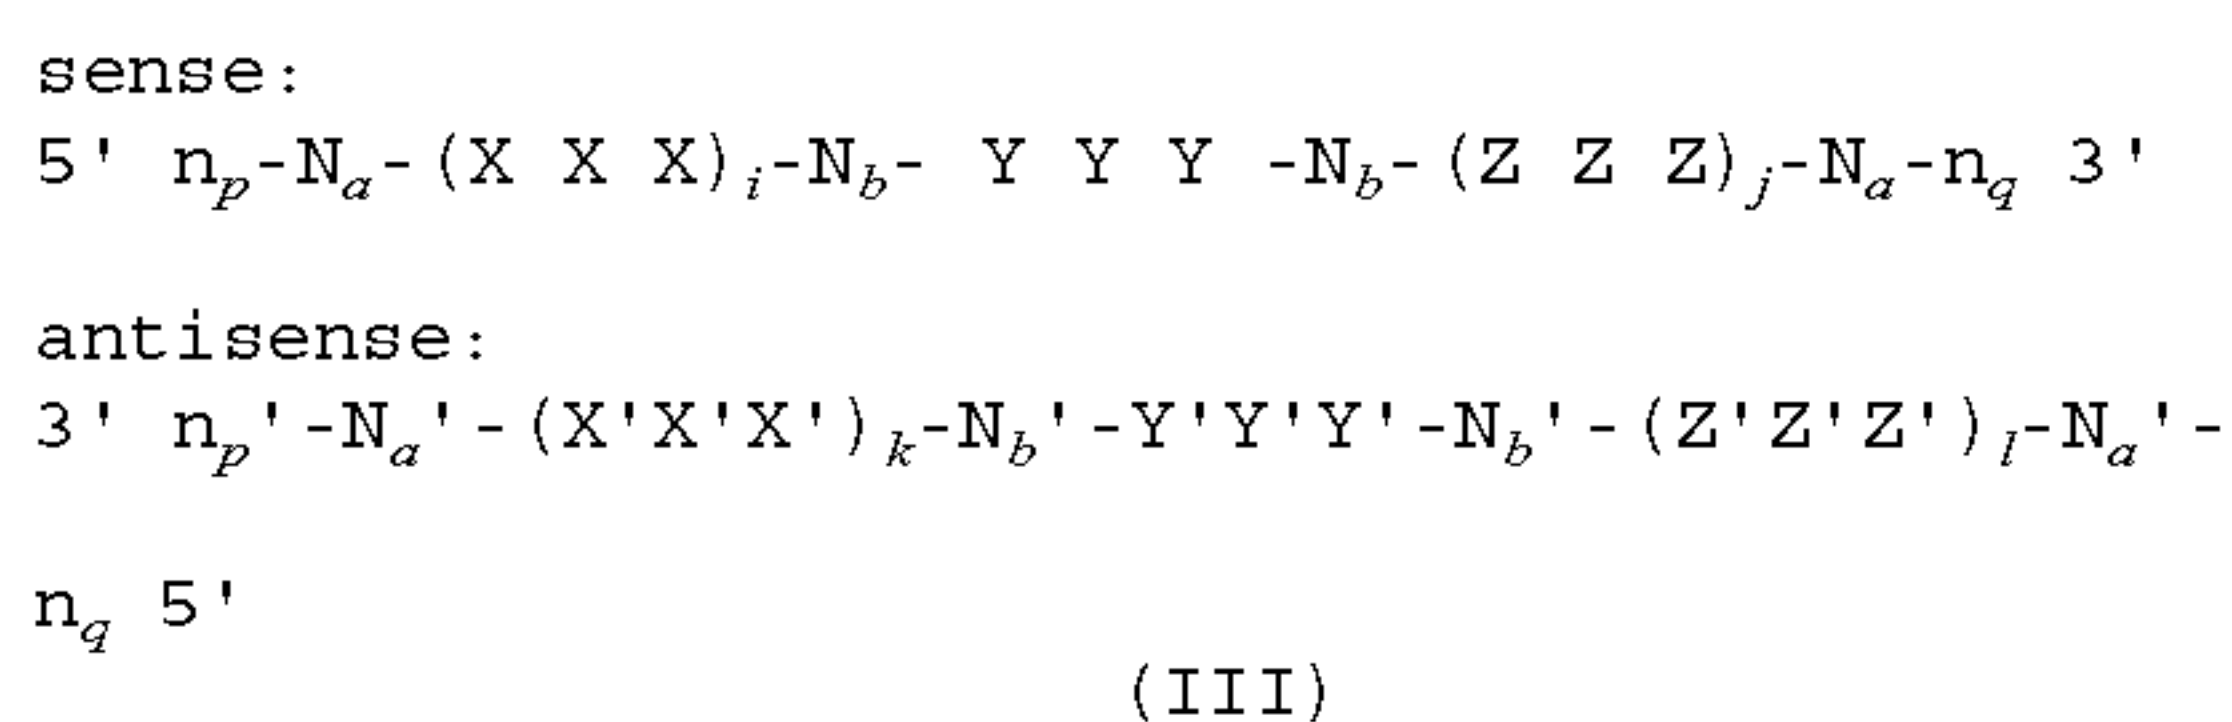 sense:
5' n_p-N_a-(X X X)_i-N_b- Y Y Y -N_b-(Z Z Z)_j-N_a-n_q 3'
antisense:
3' n_p'-N_a'-(X'X'X')_k-N_b'-Y'Y'Y'-N_b'-(Z'Z'Z')_l-N_a'-
n_q 5'
(III)